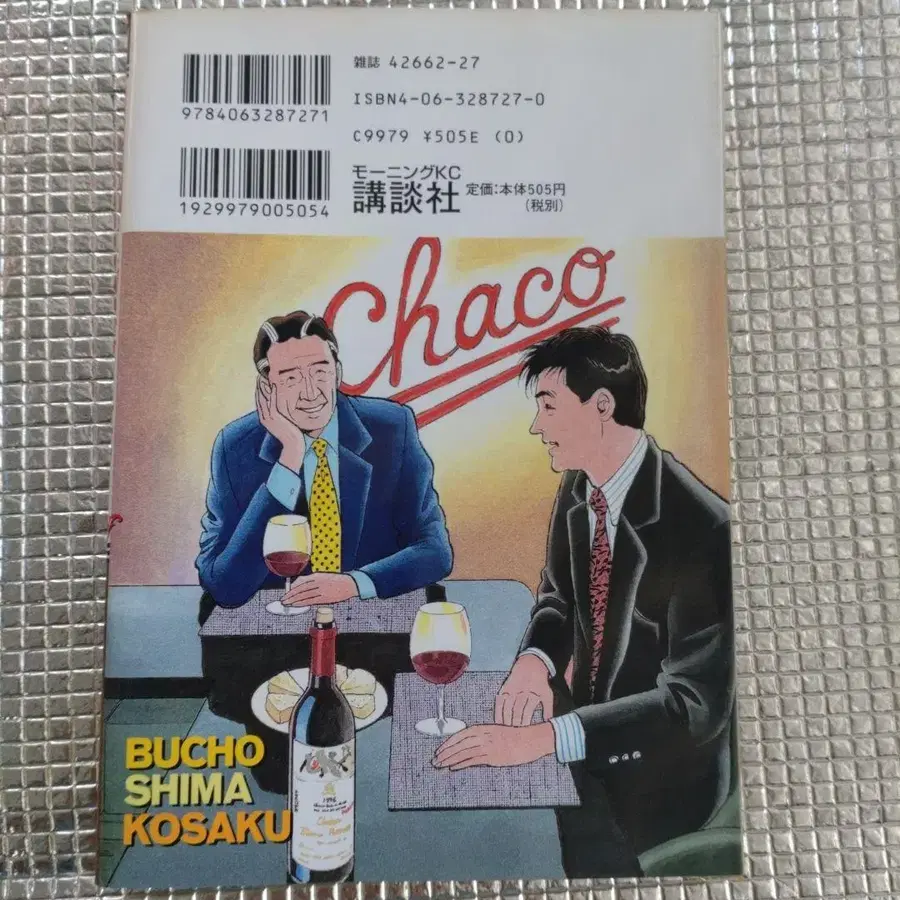 雑誌 42662-27
9784063287271
ISBN4-06-328727-0
C9979 ¥505E (0)
1929979005054
モーニングKC
講談社
定価:本体505円
(税別)
Chaco
BUCHO
SHIMA
KOSAKU